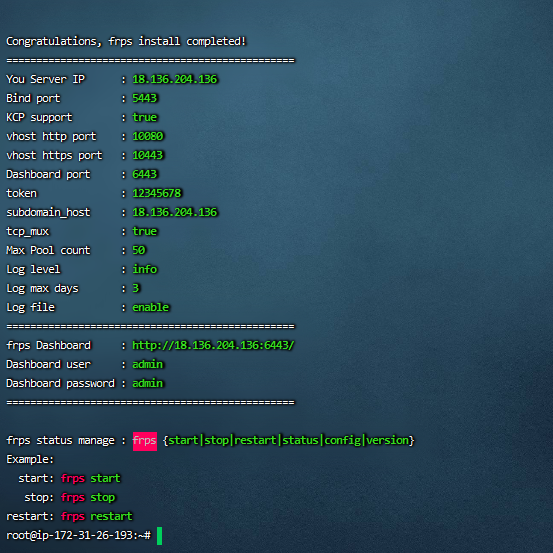 Congratulations, frps install completed!
================================================
You Server IP      : 18.136.204.136
Bind port          : 5443
KCP support        : true
vhost http port    : 10080
vhost https port   : 10443
Dashboard port     : 6443
token              : 12345678
subdomain_host     : 18.136.204.136
tcp_mux            : true
Max Pool count     : 50
Log level          : info
Log max days       : 3
Log file           : enable
================================================
frps Dashboard     : http://18.136.204.136:6443/
Dashboard user     : admin
Dashboard password : admin
================================================
frps status manage : frps {start|stop|restart|status|config|version}
Example:
  start: frps start
   stop: frps stop
restart: frps restart
root@ip-172-31-26-193:~#